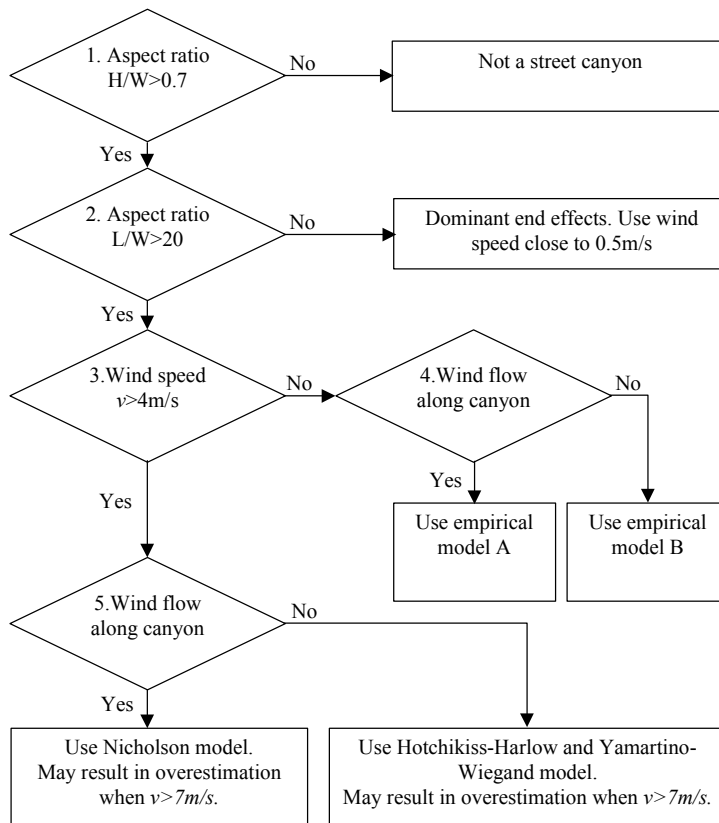 1. Aspect ratio
H/W>0.7
No
Not a street canyon
Yes
2. Aspect ratio
L/W>20
No
Dominant end effects. Use wind
speed close to 0.5m/s
Yes
3.Wind speed
v>4m/s
No
4.Wind flow
along canyon
No
Yes
Yes
Use empirical
model A
Use empirical
model B
5.Wind flow
along canyon
No
Yes
Use Nicholson model.
May result in overestimation
when v>7m/s.
Use Hotchikiss-Harlow and Yamartino-
Wiegand model.
May result in overestimation when v>7m/s.